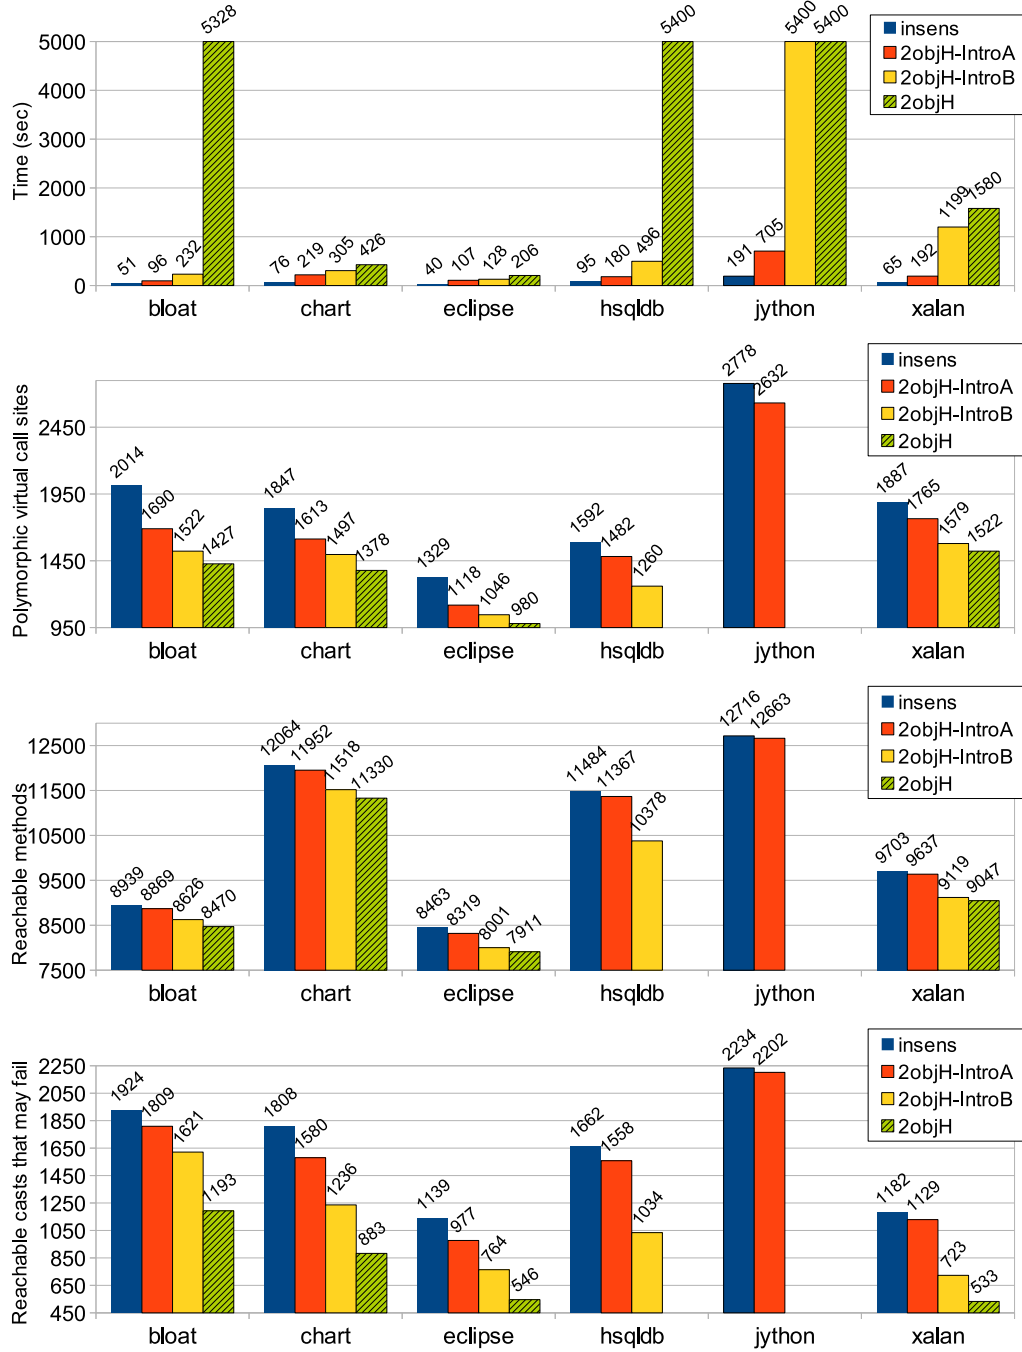 Time (sec)
5000
4000
3000
2000
1000
0
51 96 232 5328
76 219 305 426
40 107 128 206
95 180 496 5400
191 705 5400 5400
65 192 1199 1580
bloat chart eclipse hsqldb jython xalan
insens
2objH-IntroA
2objH-IntroB
2objH
Polymorphic virtual call sites
2450
1950
1450
950
2014 1690 1522 1427
1847 1613 1497 1378
1329 1118 1046 980
1592 1482 1260
2778 2632
1887 1765 1579 1522
bloat chart eclipse hsqldb jython xalan
insens
2objH-IntroA
2objH-IntroB
2objH
Reachable methods
12500
11500
10500
9500
8500
7500
8939 8869 8626 8470
12064 11952 11518 11330
8463 8319 8001 7911
11484 11367 10378
12716 12663
9703 9637 9119 9047
bloat chart eclipse hsqldb jython xalan
insens
2objH-IntroA
2objH-IntroB
2objH
Reachable casts that may fail
2250
2050
1850
1650
1450
1250
1050
850
650
450
1924 1809 1621 1193
1808 1580 1236 883
1139 977 764 546
1662 1558 1034
2234 2202
1182 1129 723 533
bloat chart eclipse hsqldb jython xalan
insens
2objH-IntroA
2objH-IntroB
2objH